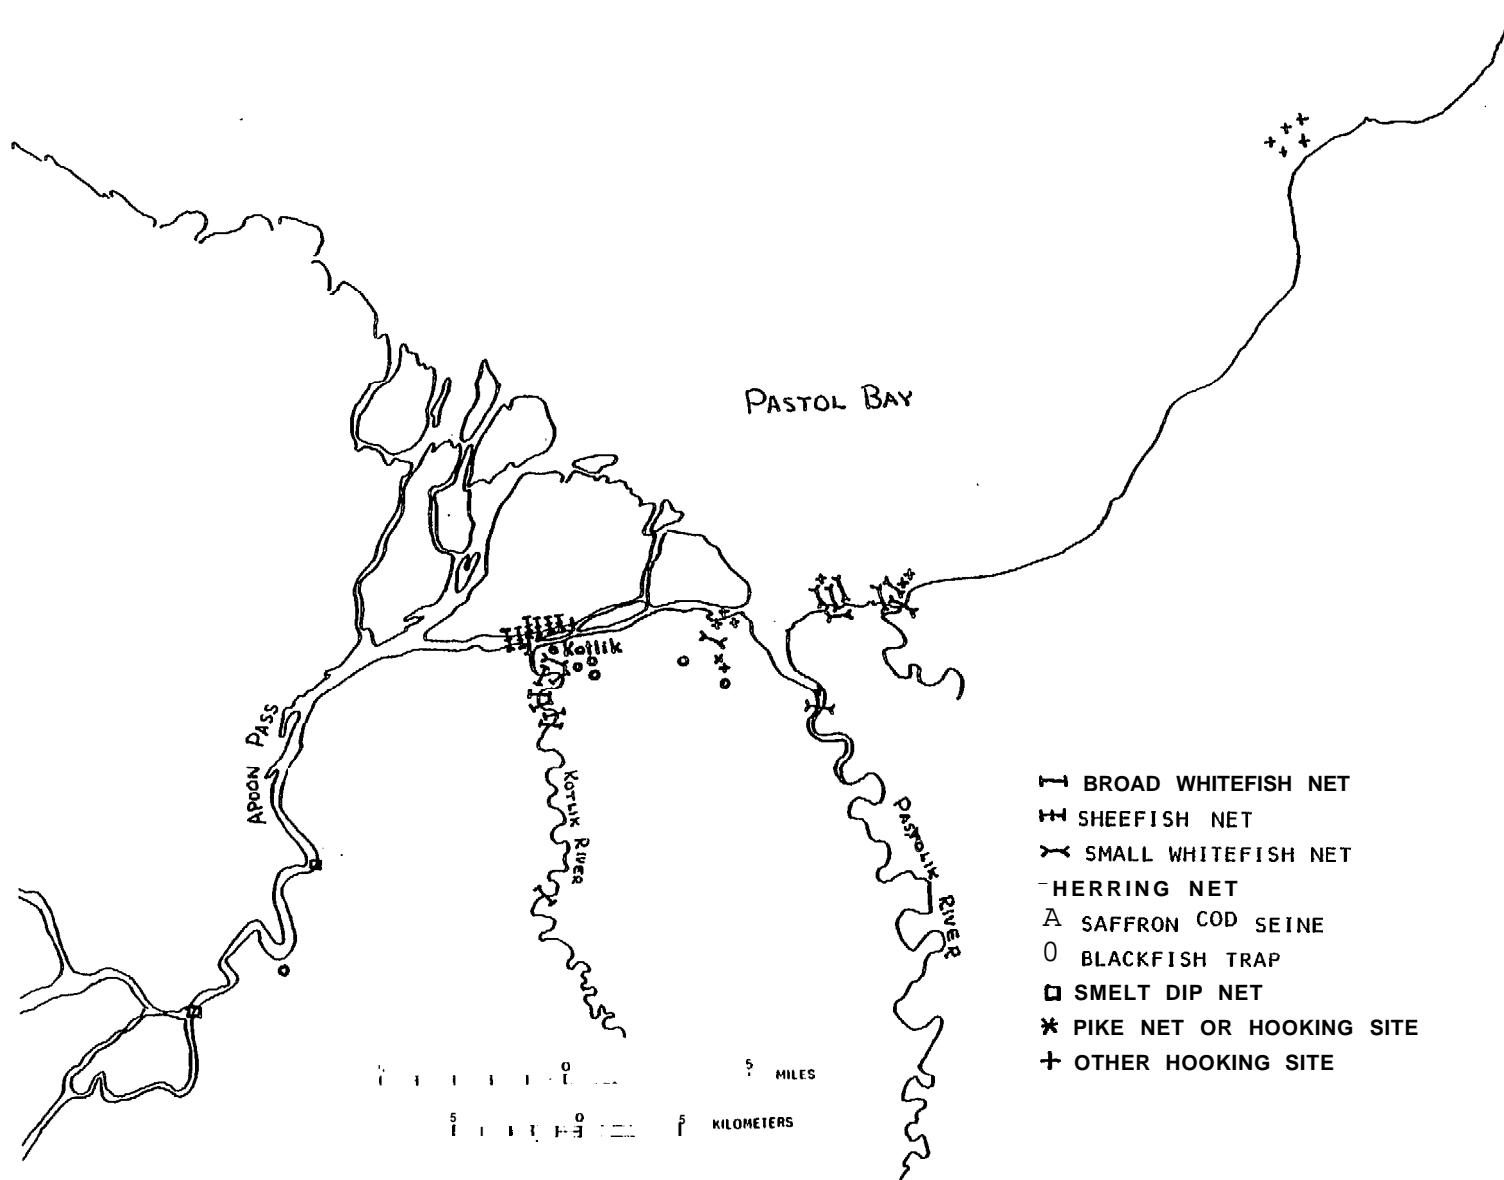 PASTOL BAY
Kotlik
APOON PASS
KOTLIK RIVER
PASTOLIK RIVER
BROAD WHITEFISH NET
SHEEFISH NET
SMALL WHITEFISH NET
HERRING NET
A SAFFRON COD SEINE
O BLACKFISH TRAP
SMELT DIP NET
PIKE NET OR HOOKING SITE
OTHER HOOKING SITE
0 5 MILES
5 0 5 KILOMETERS